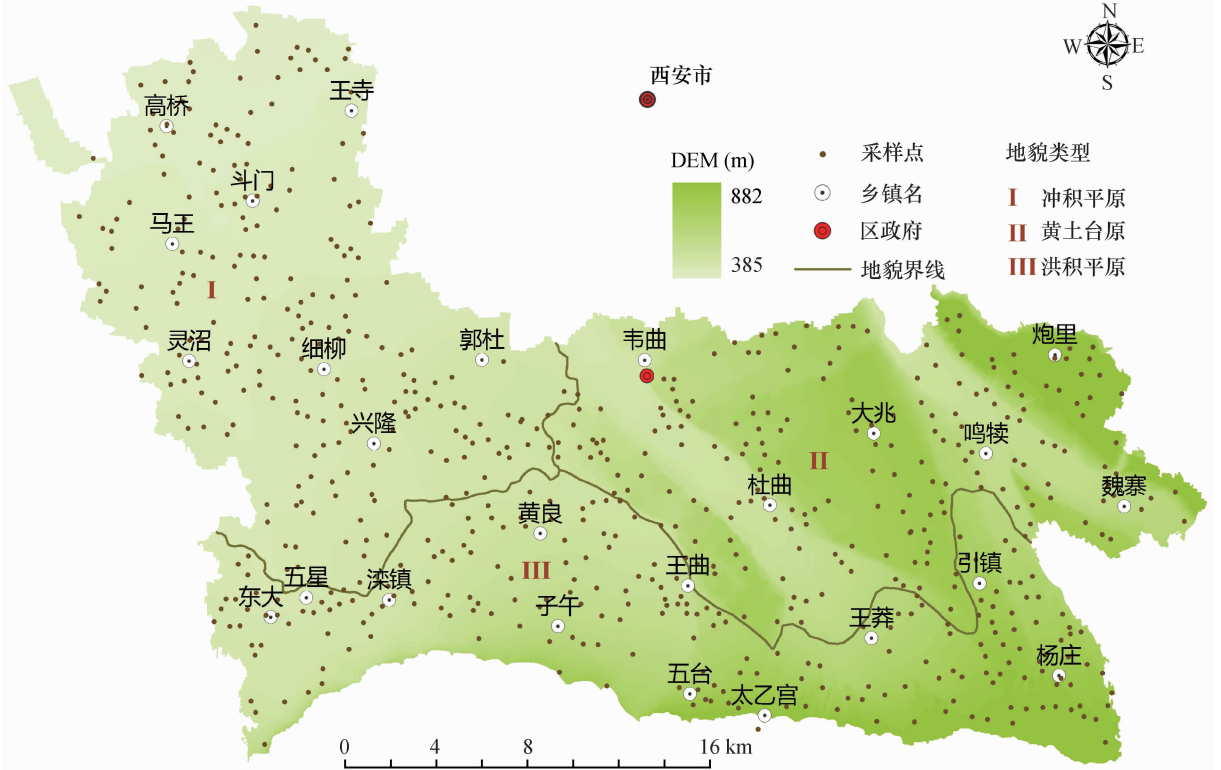 N
W E
S
西安市
DEM (m)
882
385
采样点
乡镇名
区政府
地貌界线
地貌类型
I 冲积平原
II 黄土台原
III 洪积平原
王寺
高桥
斗门
马王
I
灵沼
细柳
郭杜
韦曲
炮里
兴隆
大兆
鸣犊
II
杜曲
魏寨
黄良
III
王曲
引镇
五星
滦镇
东大
子午
王莽
杨庄
五台
太乙宫
0 4 8 16 km